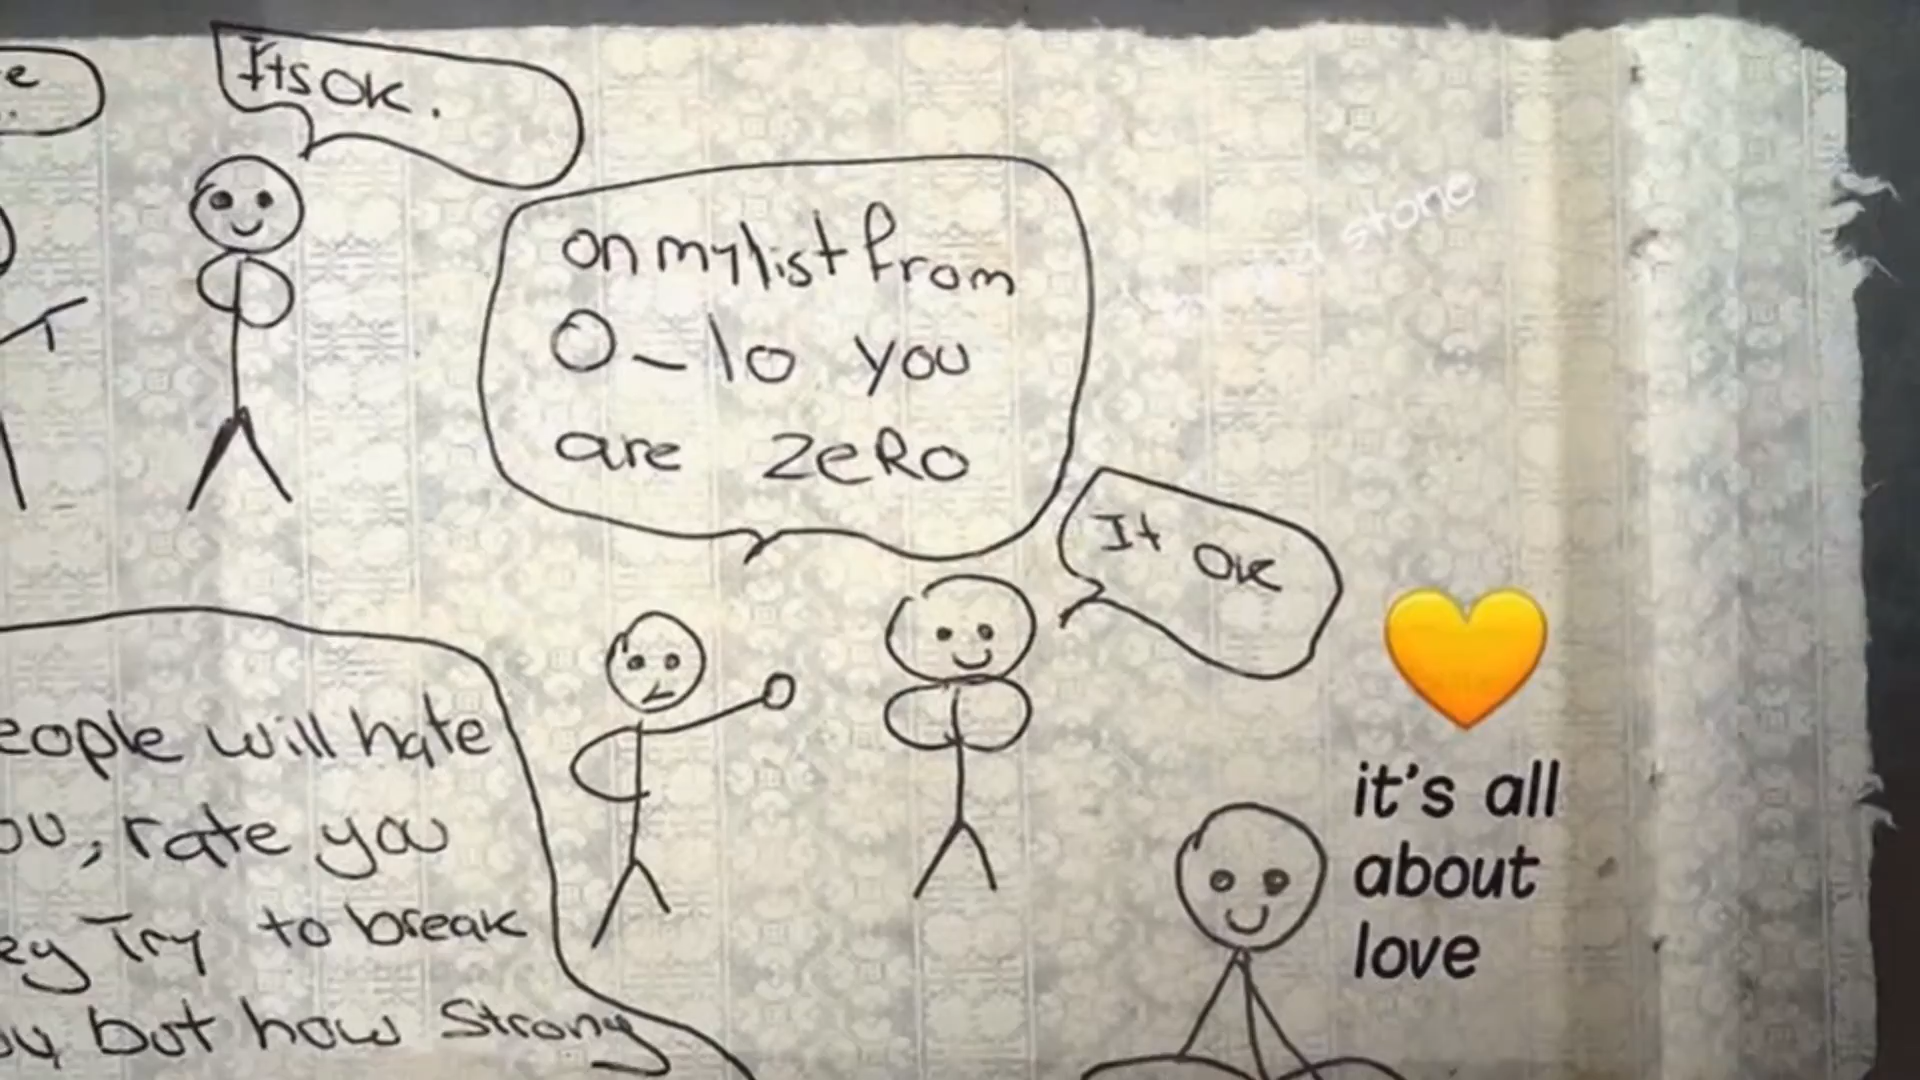 e
Its Ok.
on my list from
0-10 you
are zeRo
It Ok
eople will hate
ou, rate you
ey Try to break
ou but how Strong
it's all
about
love
stone